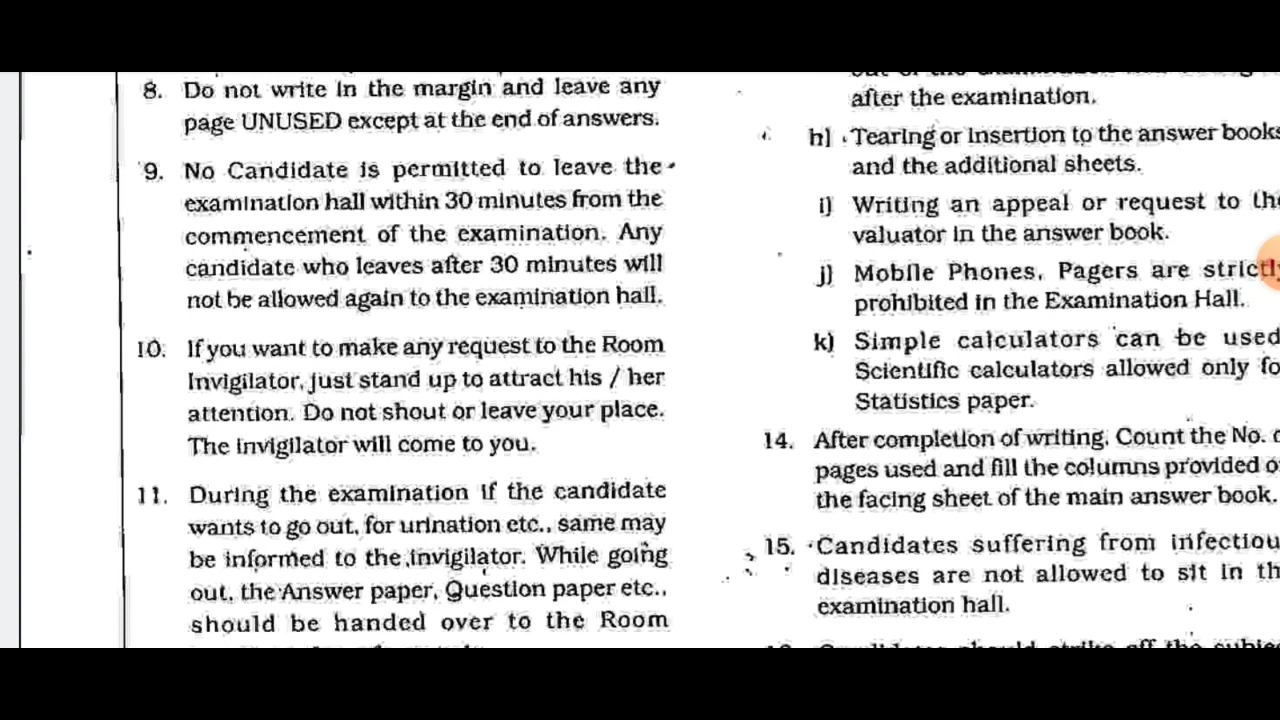 8. Do not write in the margin and leave any
page UNUSED except at the end of answers.
9. No Candidate is permitted to leave the
examination hall within 30 minutes from the
commencement of the examination. Any
candidate who leaves after 30 minutes will
not be allowed again to the examination hall.
10. If you want to make any request to the Room
Invigilator, just stand up to attract his / her
attention. Do not shout or leave your place.
The invigilator will come to you.
11. During the examination if the candidate
wants to go out, for urination etc., same may
be informed to the invigilator. While going
out, the Answer paper, Question paper etc.,
should be handed over to the Room
after the examination.
h) Tearing or insertion to the answer books
and the additional sheets.
i) Writing an appeal or request to
valuator in the answer book.
j) Mobile Phones, Pagers are strictly
prohibited in the Examination Hall.
k) Simple calculators can be used
Scientific calculators allowed only
Statistics paper.
14. After completion of writing, Count the No.
pages used and fill the columns provided
the facing sheet of the main answer book.
15. Candidates suffering from
diseases are not allowed to sit in
examination hall.